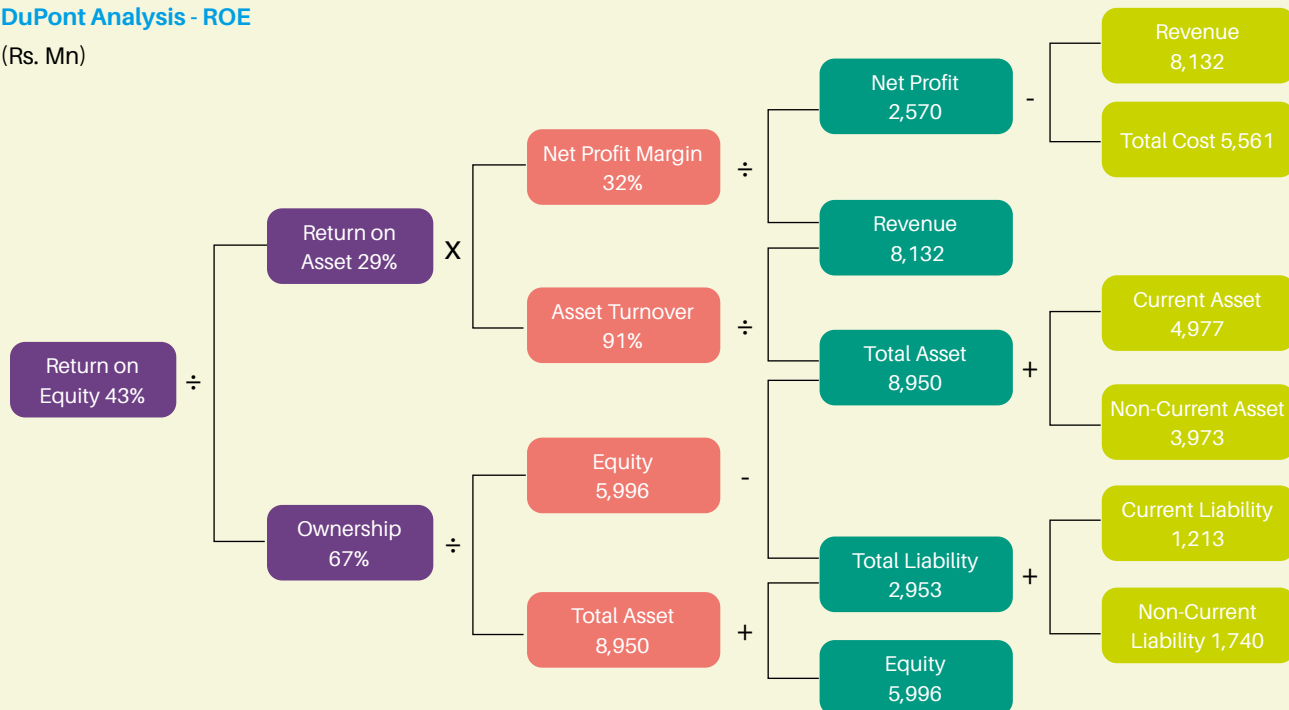 DuPont Analysis - ROE
(Rs. Mn)
Return on
Equity 43%
÷
Return on
Asset 29%
X
Ownership
67%
÷
Net Profit Margin
32%
÷
Asset Turnover
91%
÷
Equity
5,996
-
Total Asset
8,950
+
Net Profit
2,570
-
Revenue
8,132
Total Asset
8,950
+
Total Liability
2,953
+
Equity
5,996
Revenue
8,132
Total Cost 5,561
Current Asset
4,977
Non-Current Asset
3,973
Current Liability
1,213
Non-Current
Liability 1,740